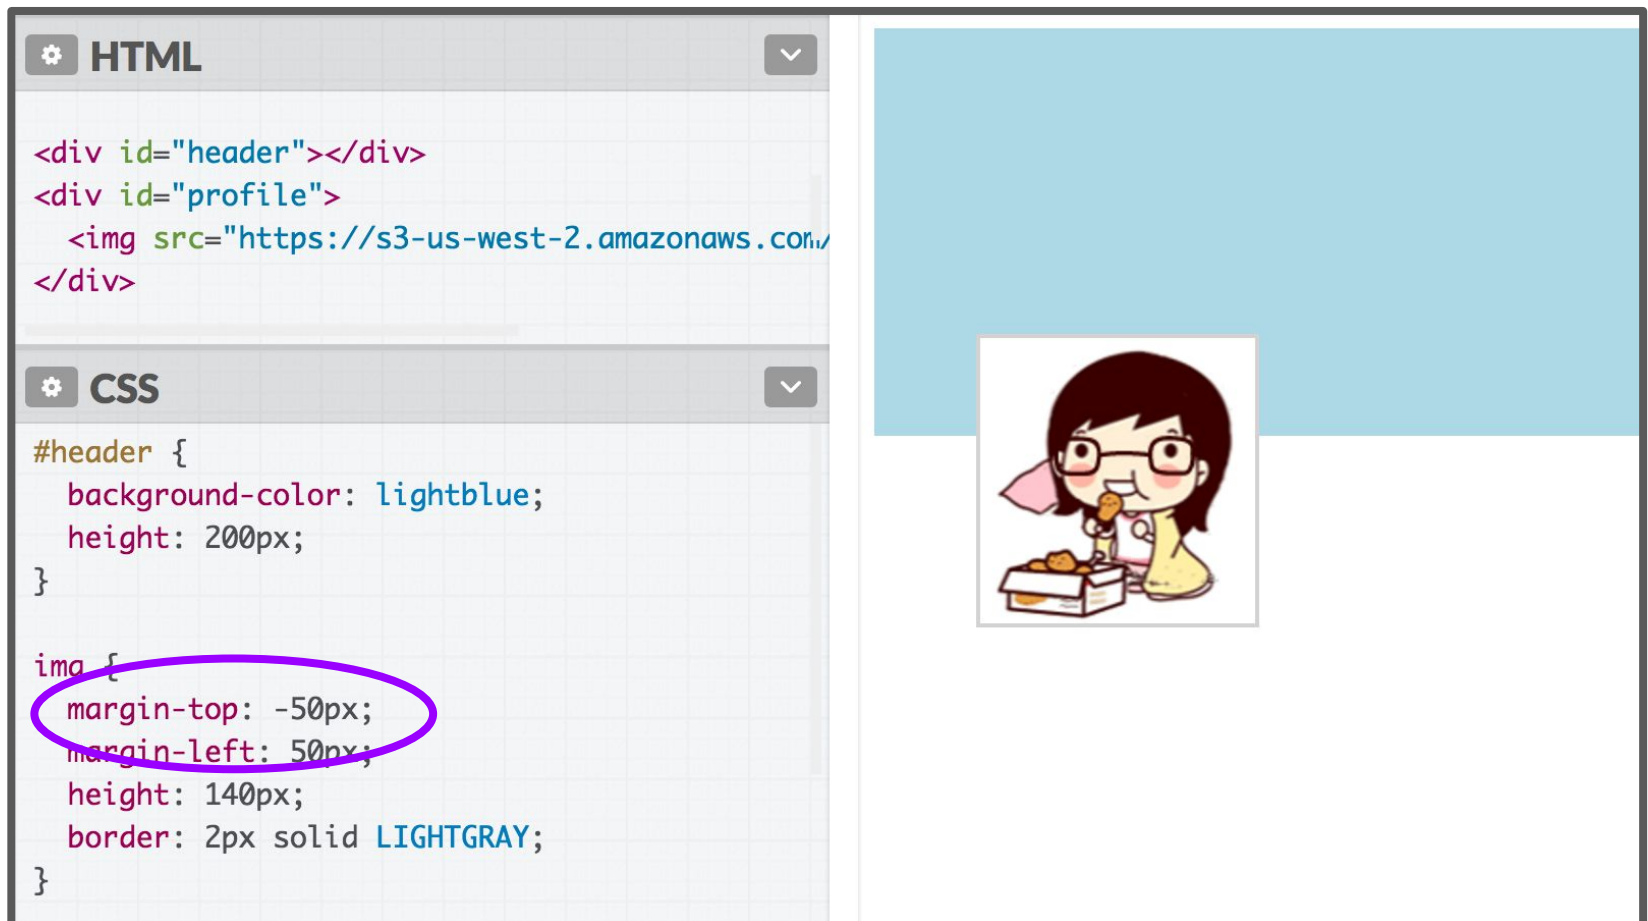 HTML
<div id="header"></div>
<div id="profile">
<img src="https://s3-us-west-2.amazonaws.com/
</div>
CSS
#header {
background-color: lightblue;
height: 200px;
}
img {
margin-top: -50px;
margin-left: 50px;
height: 140px;
border: 2px solid LIGHTGRAY;
}